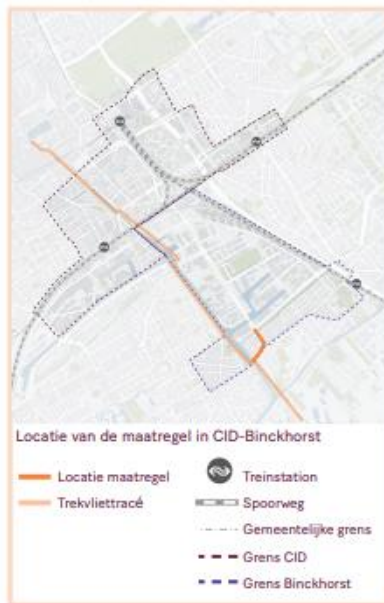 Locatie van de maatregel in CID-Binckhorst
Locatie maatregel
Treinstation
Trekvliettracé
Spoorweg
Gemeentelijke grens
Grens CID
Grens Binckhorst